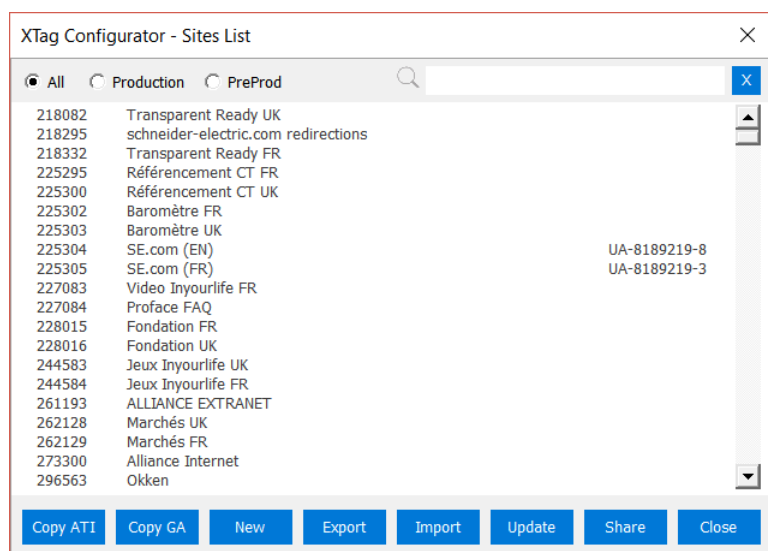 XTag Configurator - Sites List
All Production PreProd X
218082 Transparent Ready UK
218295 schneider-electric.com redirections
218332 Transparent Ready FR
225295 Référencement CT FR
225300 Référencement CT UK
225302 Baromètre FR
225303 Baromètre UK
225304 SE.com (EN) UA-8189219-8
225305 SE.com (FR) UA-8189219-3
227083 Video Inyourlife FR
227084 Proface FAQ
228015 Fondation FR
228016 Fondation UK
244583 Jeux Inyourlife UK
244584 Jeux Inyourlife FR
261193 ALLIANCE EXTRANET
262128 Marchés UK
262129 Marchés FR
273300 Alliance Internet
296563 Okken
Copy ATI Copy GA New Export Import Update Share Close